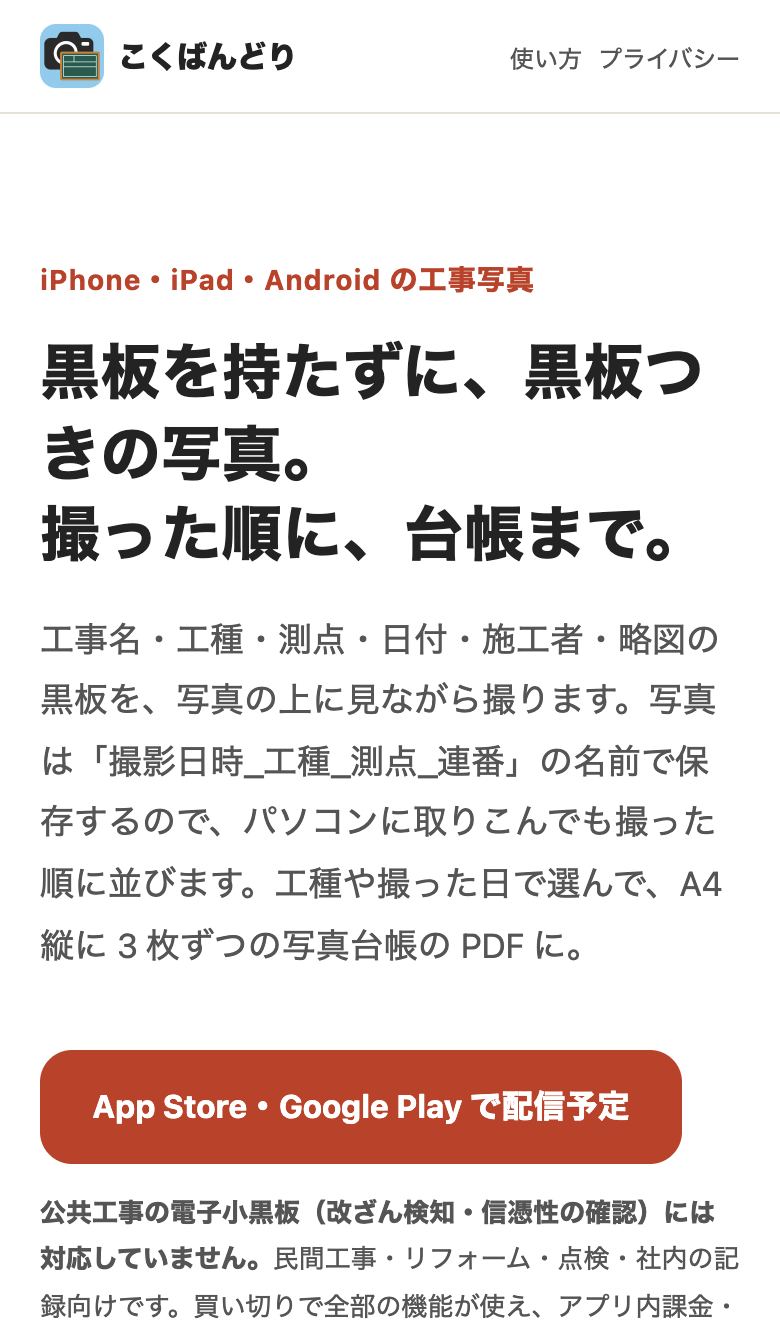 こくばんどり
使い方 プライバシー
iPhone・iPad・Android の工事写真
黒板を持たずに、黒板つ
きの写真。
撮った順に、台帳まで。
工事名・工種・測点・日付・施工者・略図の
黒板を、写真の上に見ながら撮ります。写真
は「撮影日時_工種_測点_連番」の名前で保
存するので、パソコンに取りこんでも撮った
順に並びます。工種や撮った日で選んで、A4
縦に 3 枚ずつの写真台帳の PDF に。
App Store・Google Play で配信予定
公共工事の電子小黒板（改ざん検知・信憑性の確認）には
対応していません。民間工事・リフォーム・点検・社内の記
録向けです。買い切りで全部の機能が使え、アプリ内課金・